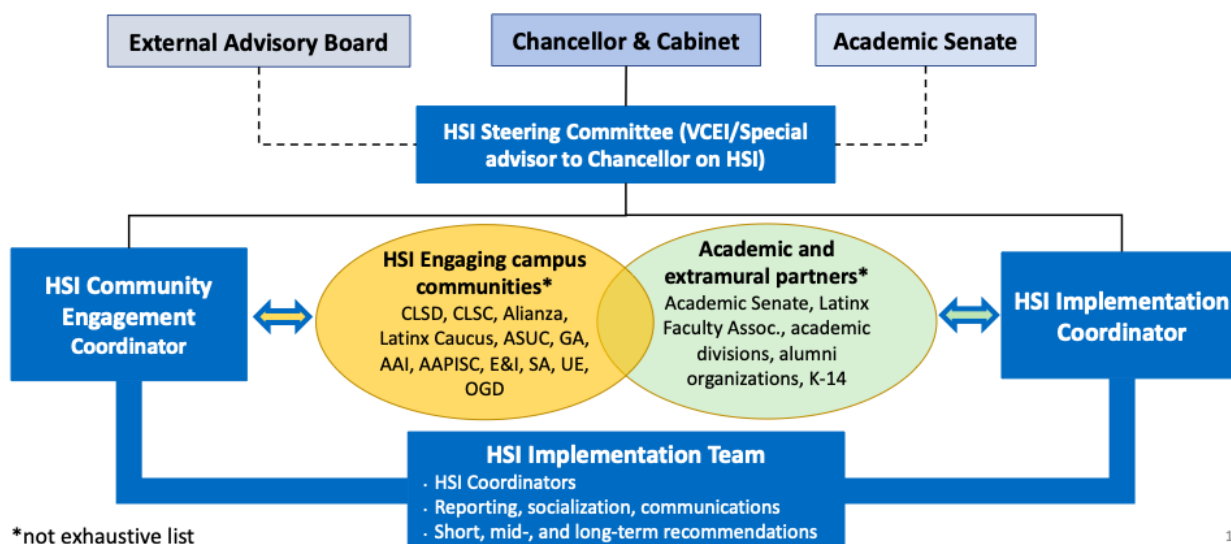 External Advisory Board
Chancellor & Cabinet
Academic Senate
HSI Steering Committee (VCEI/Special
advisor to Chancellor on HSI)
HSI Community
Engagement
Coordinator
HSI Engaging campus
communities*
CLSD, CLSC, Alianza,
Latinx Caucus, ASUC, GA,
AAI, AAPISC, E&I, SA, UE,
OGD
Academic and
extramural partners*
Academic Senate, Latinx
Faculty Assoc., academic
divisions, alumni
organizations, K-14
HSI Implementation
Coordinator
HSI Implementation Team
· HSI Coordinators
· Reporting, socialization, communications
· Short, mid-, and long-term recommendations
*not exhaustive list
1